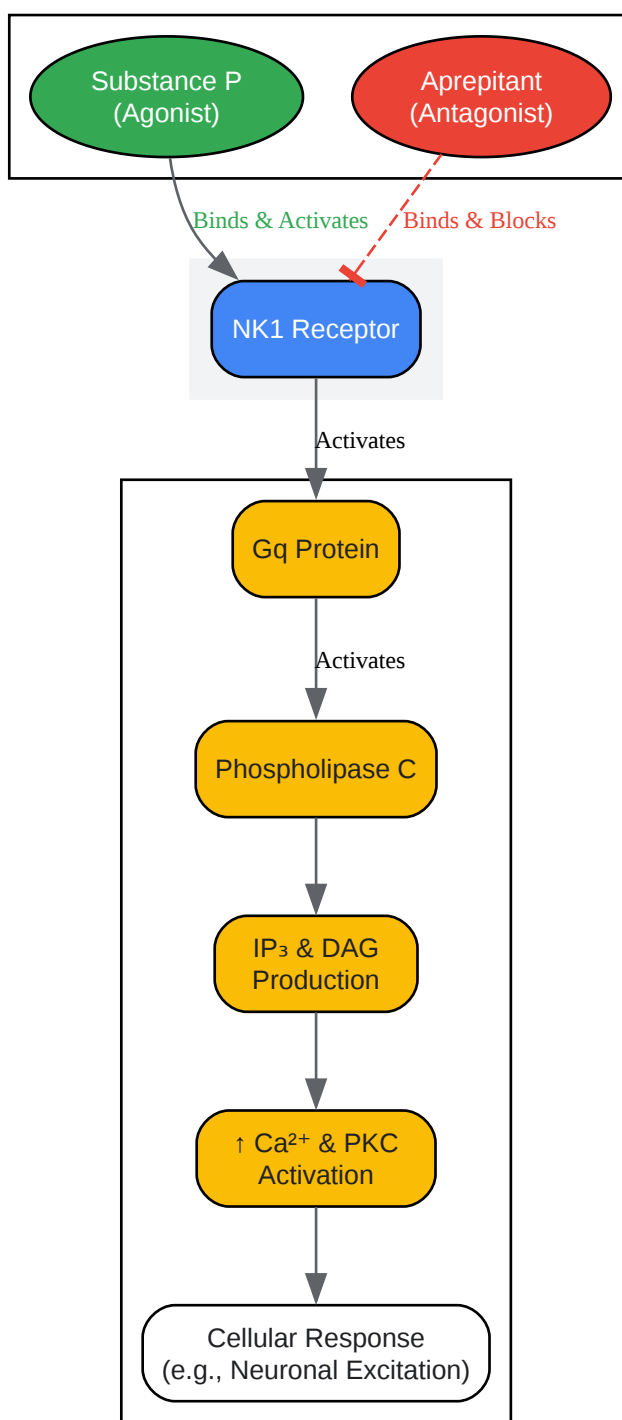 Substance P
(Agonist)
Aprepitant
(Antagonist)
Binds & Activates
Binds & Blocks
NK1 Receptor
Activates
Gq Protein
Activates
Phospholipase C
IP₃ & DAG
Production
↑ Ca²⁺ & PKC
Activation
Cellular Response
(e.g., Neuronal Excitation)